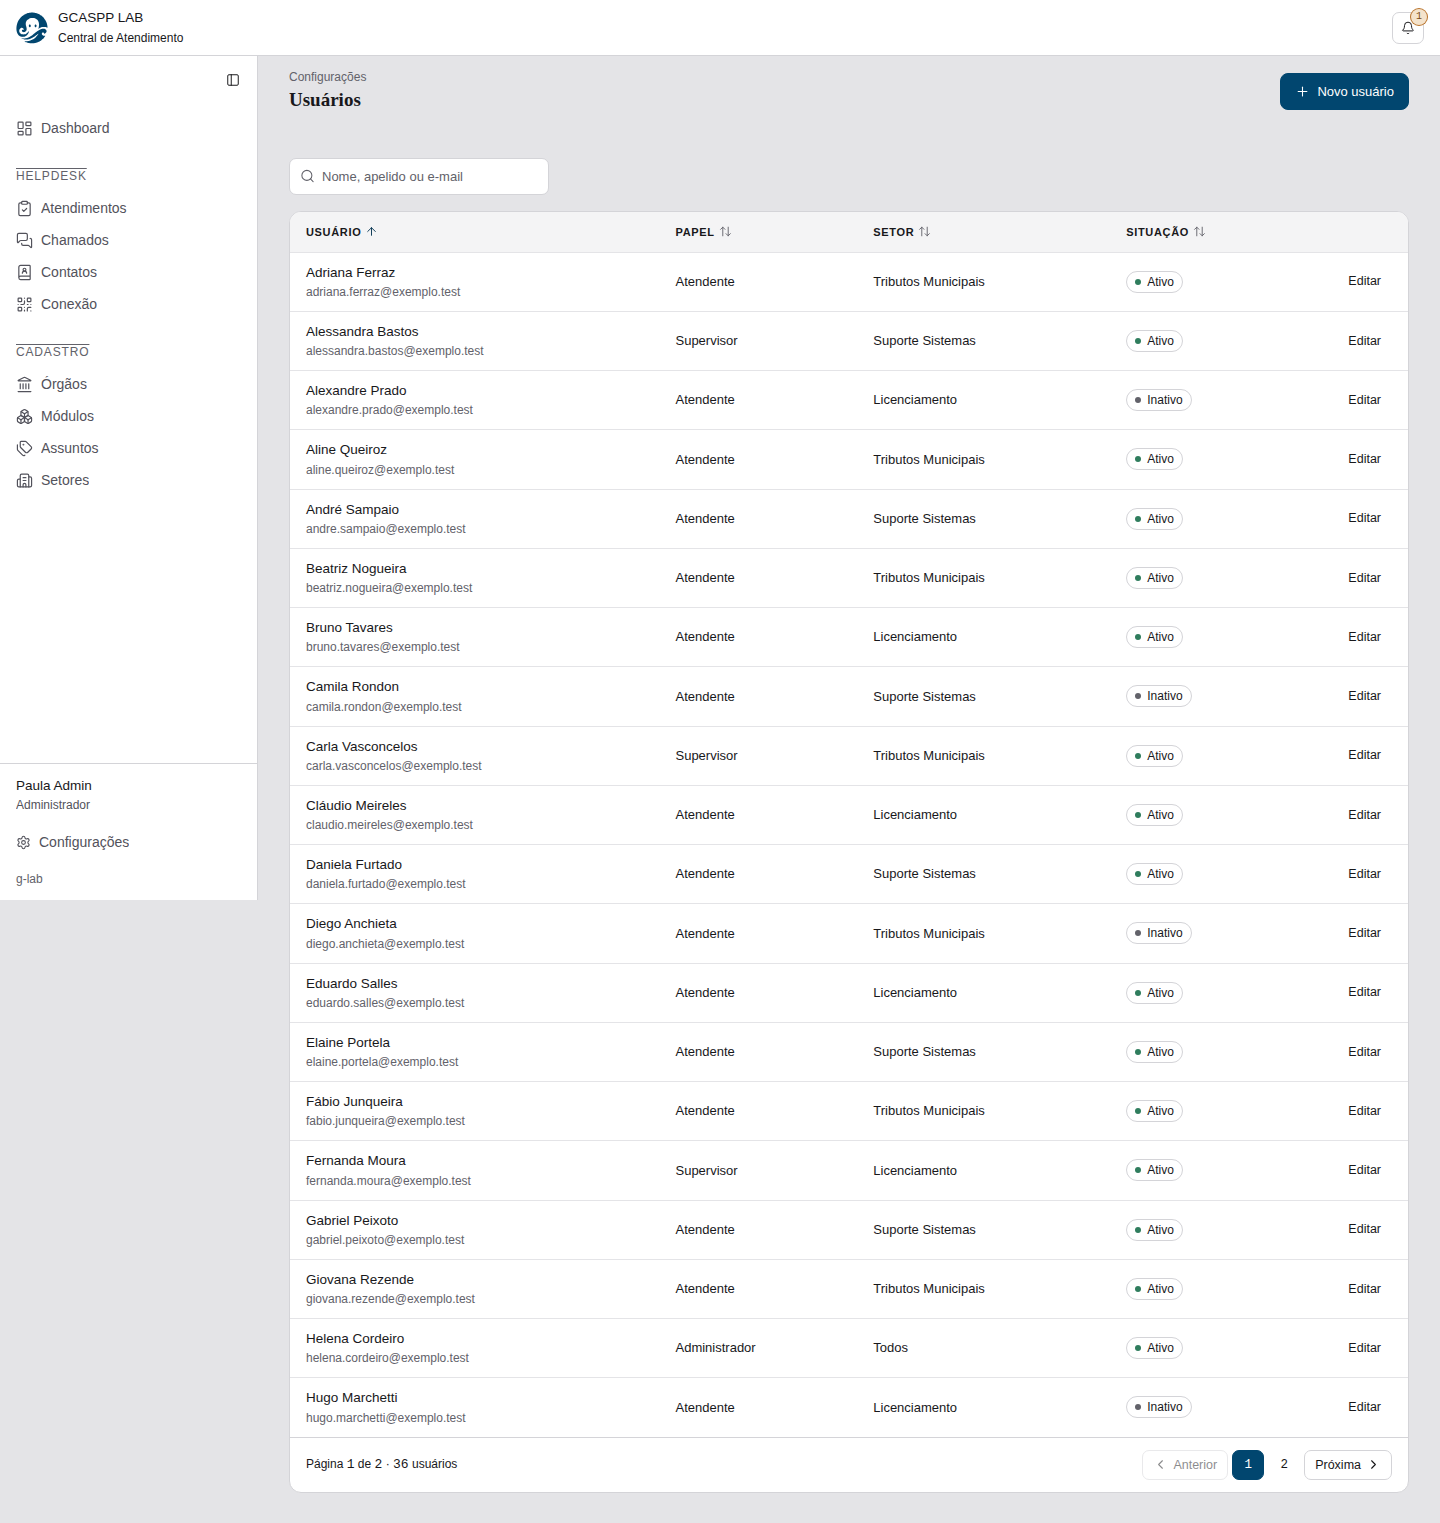 GCASPP LAB
Central de Atendimento
1
Dashboard
HELPDESK
Atendimentos
Chamados
Contatos
Conexão
CADASTRO
Órgãos
Módulos
Assuntos
Setores
Paula Admin
Administrador
Configurações
g-lab
Configurações
Usuários
Novo usuário
Nome, apelido ou e-mail
USUÁRIO PAPEL SETOR SITUAÇÃO
Adriana Ferraz
adriana.ferraz@exemplo.test
Atendente Tributos Municipais Ativo Editar
Alessandra Bastos
alessandra.bastos@exemplo.test
Supervisor Suporte Sistemas Ativo Editar
Alexandre Prado
alexandre.prado@exemplo.test
Atendente Licenciamento Inativo Editar
Aline Queiroz
aline.queiroz@exemplo.test
Atendente Tributos Municipais Ativo Editar
André Sampaio
andre.sampaio@exemplo.test
Atendente Suporte Sistemas Ativo Editar
Beatriz Nogueira
beatriz.nogueira@exemplo.test
Atendente Tributos Municipais Ativo Editar
Bruno Tavares
bruno.tavares@exemplo.test
Atendente Licenciamento Ativo Editar
Camila Rondon
camila.rondon@exemplo.test
Atendente Suporte Sistemas Inativo Editar
Carla Vasconcelos
carla.vasconcelos@exemplo.test
Supervisor Tributos Municipais Ativo Editar
Cláudio Meireles
claudio.meireles@exemplo.test
Atendente Licenciamento Ativo Editar
Daniela Furtado
daniela.furtado@exemplo.test
Atendente Suporte Sistemas Ativo Editar
Diego Anchieta
diego.anchieta@exemplo.test
Atendente Tributos Municipais Inativo Editar
Eduardo Salles
eduardo.salles@exemplo.test
Atendente Licenciamento Ativo Editar
Elaine Portela
elaine.portela@exemplo.test
Atendente Suporte Sistemas Ativo Editar
Fábio Junqueira
fabio.junqueira@exemplo.test
Atendente Tributos Municipais Ativo Editar
Fernanda Moura
fernanda.moura@exemplo.test
Supervisor Licenciamento Ativo Editar
Gabriel Peixoto
gabriel.peixoto@exemplo.test
Atendente Suporte Sistemas Ativo Editar
Giovana Rezende
giovana.rezende@exemplo.test
Atendente Tributos Municipais Ativo Editar
Helena Cordeiro
helena.cordeiro@exemplo.test
Administrador Todos Ativo Editar
Hugo Marchetti
hugo.marchetti@exemplo.test
Atendente Licenciamento Inativo Editar
Página 1 de 2 · 36 usuários
Anterior 1 2 Próxima